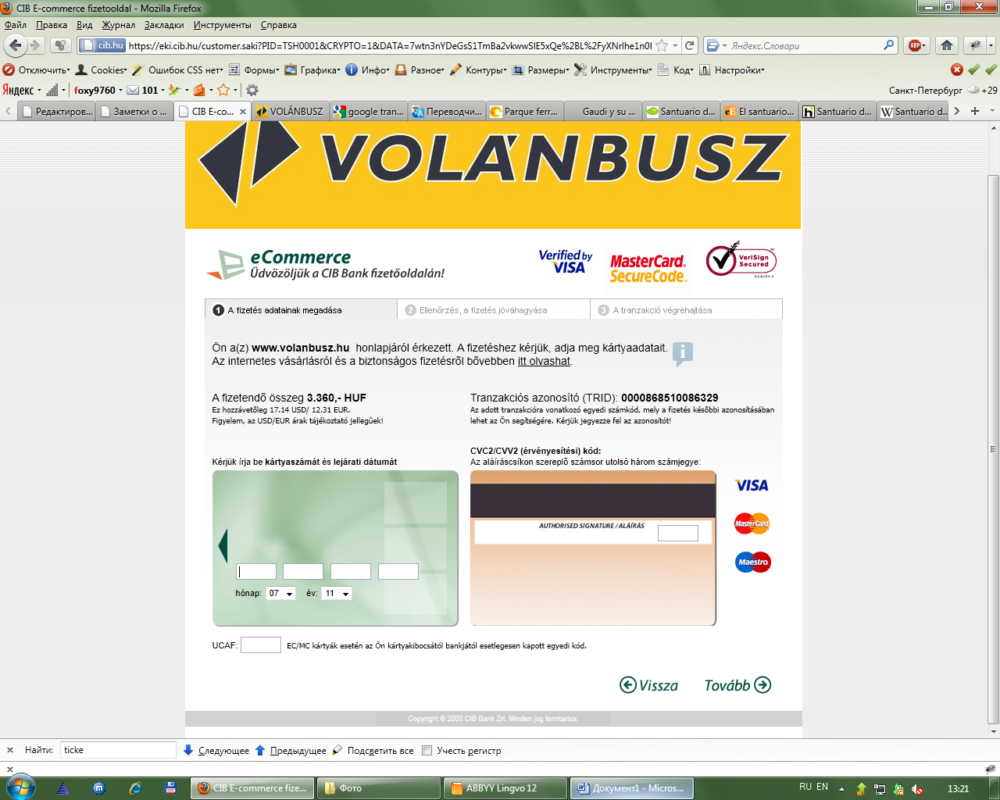 CIB E-commerce fizetooldal - Mozilla Firefox
Файл Правка Вид Журнал Закладки Инструменты Справка
cib.hu https://eki.cib.hu/customer.saki?PID=TSH0001&CRYPTO=1&DATA=7wtn3nYDeGsS1TmBa2vkwwSIE5xQe%2BL%2FyXNrIhe1n0I
Яндекс.Словари
ABP
Отключить Cookies Ошибок CSS нет Формы Графика Инфо Разное Контуры Размеры Инструменты Код Настройки
Яндекс foxy9760 101 Санкт-Петербург +29
Редактиров... Заметки о ... CIB E-co... VOLÁNBUSZ google tran... Переводчи... Parque ferr... Gaudi y su ... Santuario d... El santuario... Santuario d... Santuario d...
VOLÁNBUSZ
eCommerce
Üdvözöljük a CIB Bank fizetőoldalán!
Verified by VISA
MasterCard SecureCode
VeriSign Secured VERIFY
1 A fizetés adatainak megadása 2 Ellenőrzés, a fizetés jóváhagyása 3 A tranzakció végrehajtása
Ön a(z) www.volanbusz.hu honlapjáról érkezett. A fizetéshez kérjük, adja meg kártyaadatait.
Az internetes vásárlásról és a biztonságos fizetésről bővebben itt olvashat.
A fizetendő összeg 3.360,- HUF
Ez hozzávetőleg 17.14 USD/ 12.31 EUR.
Figyelem, az USD/EUR árak tájékoztató jellegűek!
Tranzakciós azonosító (TRID): 0000868510086329
Az adott tranzakcióra vonatkozó egyedi számkód, mely a fizetés későbbi azonosításában
lehet az Ön segítségére. Kérjük jegyezze fel az azonosítót!
Kérjük írja be kártyaszámát és lejárati dátumát
CVC2/CVV2 (érvényesítési) kód:
Az aláíráscsíkon szereplő számsor utolsó három számjegye:
AUTHORISED SIGNATURE / ALÁÍRÁS
hónap: 07 év: 11
VISA
MasterCard
Maestro
UCAF: EC/MC kártyák esetén az Ön kártyakibocsátó bankjától esetlegesen kapott egyedi kód.
Vissza Tovább
Copyright © 2008 CIB Bank Zrt. Minden jog fenntartva.
Найти: ticke Следующее Предыдущее Подсветить все Учесть регистр
CIB E-commerce fize... Фото ABBYY Lingvo 12 Документ1 - Micros... RU EN 13:21